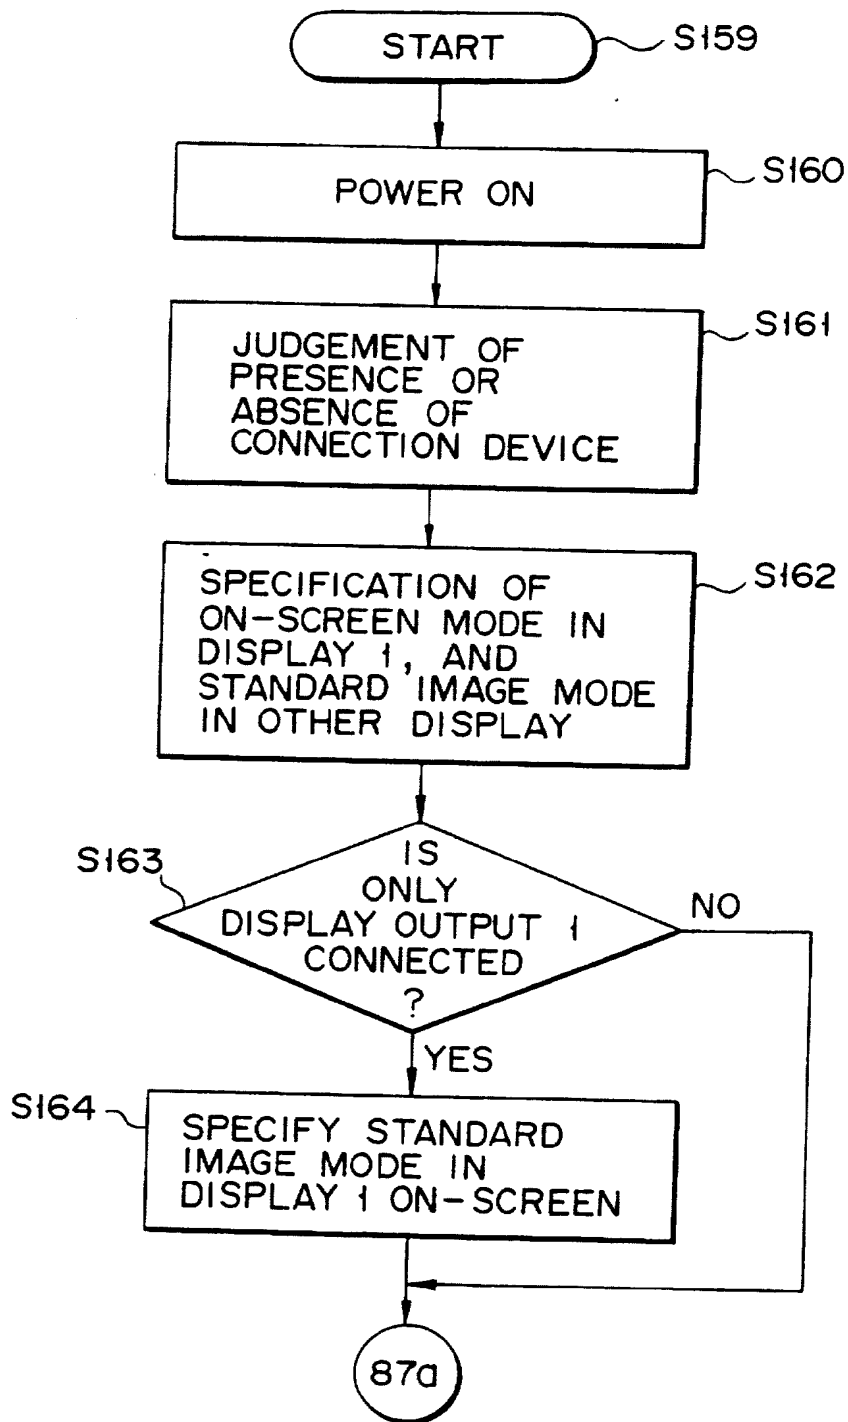 START
S159
POWER ON
S160
JUDGEMENT OF
PRESENCE OR
ABSENCE OF
CONNECTION DEVICE
S161
SPECIFICATION OF
ON-SCREEN MODE IN
DISPLAY 1, AND
STANDARD IMAGE MODE
IN OTHER DISPLAY
S162
S163
IS
ONLY
DISPLAY OUTPUT 1
CONNECTED
?
NO
YES
S164
SPECIFY STANDARD
IMAGE MODE IN
DISPLAY 1 ON-SCREEN
87a